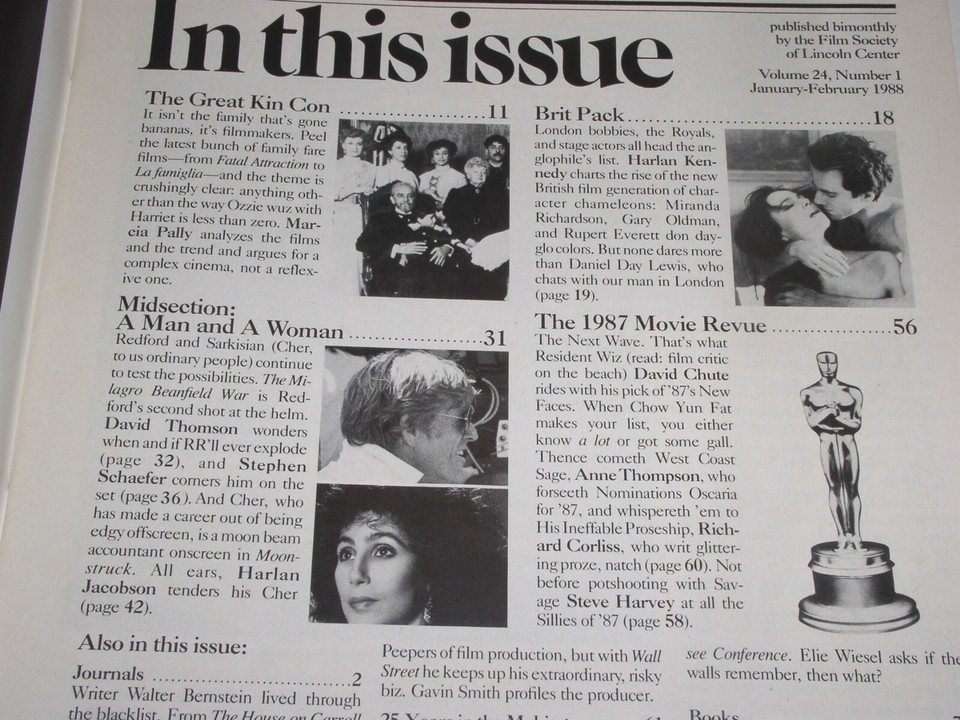 In this issue
published bimonthly
by the Film Society
of Lincoln Center
Volume 24, Number 1
January-February 1988
The Great Kin Con ....................11
It isn't the family that's gone
bananas, it's filmmakers. Peel
the latest bunch of family fare
films—from Fatal Attraction to
La famiglia—and the theme is
crushingly clear: anything oth-
er than the way Ozzie wuz with
Harriet is less than zero. Mar-
cia Pally analyzes the films
and the trend and argues for a
complex cinema, not a reflex-
ive one.
Midsection:
A Man and A Woman....................31
Redford and Sarkisian (Cher,
to us ordinary people) continue
to test the possibilities. The Mi-
lagro Beanfield War is Red-
ford's second shot at the helm.
David Thomson wonders
when and if RR'll ever explode
(page 32), and Stephen
Schaefer corners him on the
set (page 36). And Cher, who
has made a career out of being
edgy offscreen, is a moon beam
accountant onscreen in Moon-
struck. All ears, Harlan
Jacobson tenders his Cher
(page 42).
Brit Pack..............................18
London bobbies, the Royals,
and stage actors all head the an-
glophile's list. Harlan Ken-
nedy charts the rise of the new
British film generation of char-
acter chameleons: Miranda
Richardson, Gary Oldman,
and Rupert Everett don day-
glo colors. But none dares more
than Daniel Day Lewis, who
chats with our man in London
(page 19).
The 1987 Movie Revue ................56
The Next Wave. That's what
Resident Wiz (read: film critic
on the beach) David Chute
rides with his pick of '87's New
Faces. When Chow Yun Fat
makes your list, you either
know a lot or got some gall.
Thence cometh West Coast
Sage, Anne Thompson, who
forseeth Nominations Oscaria
for '87, and whispereth 'em to
His Ineffable Proseship, Rich-
ard Corliss, who writ glitter-
ing proze, natch (page 60). Not
before potshooting with Sav-
age Steve Harvey at all the
Sillies of '87 (page 58).
Also in this issue:
Journals ..........................2
Writer Walter Bernstein lived through
the blacklist. From The House on Carroll
Peepers of film production, but with Wall
Street he keeps up his extraordinary, risky
biz. Gavin Smith profiles the producer.
25 Years in the
see Conference. Elie Wiesel asks if the
walls remember, then what?
Books